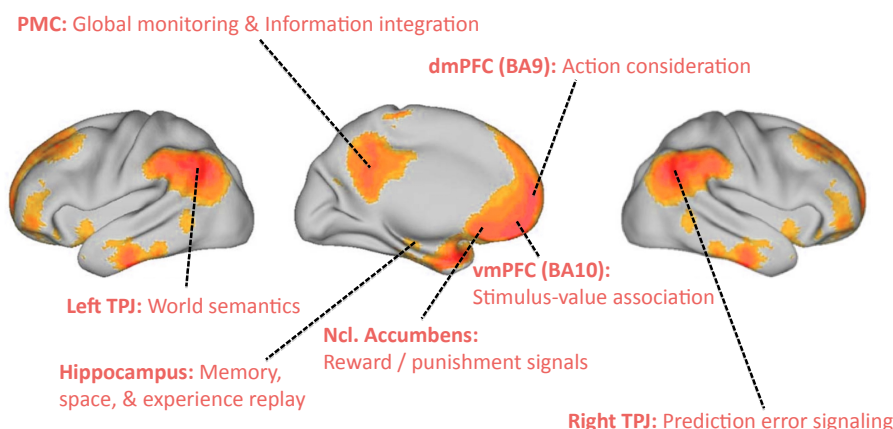 PMC: Global monitoring & Information integration
dmPFC (BA9): Action consideration
vmPFC (BA10):
Stimulus-value association
Left TPJ: World semantics
Ncl. Accumbens:
Reward / punishment signals
Hippocampus: Memory,
space, & experience replay
Right TPJ: Prediction error signaling